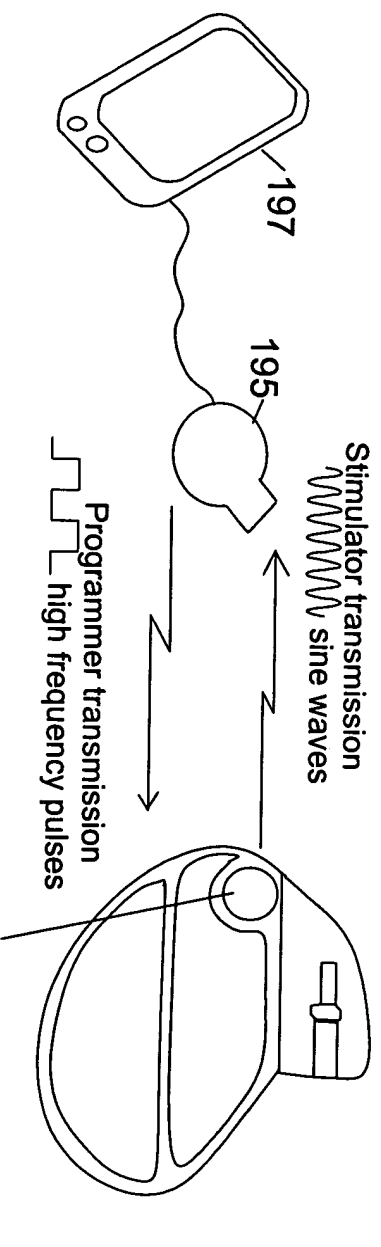 197
195
Stimulator transmission
sine waves
Programmer transmission
high frequency pulses